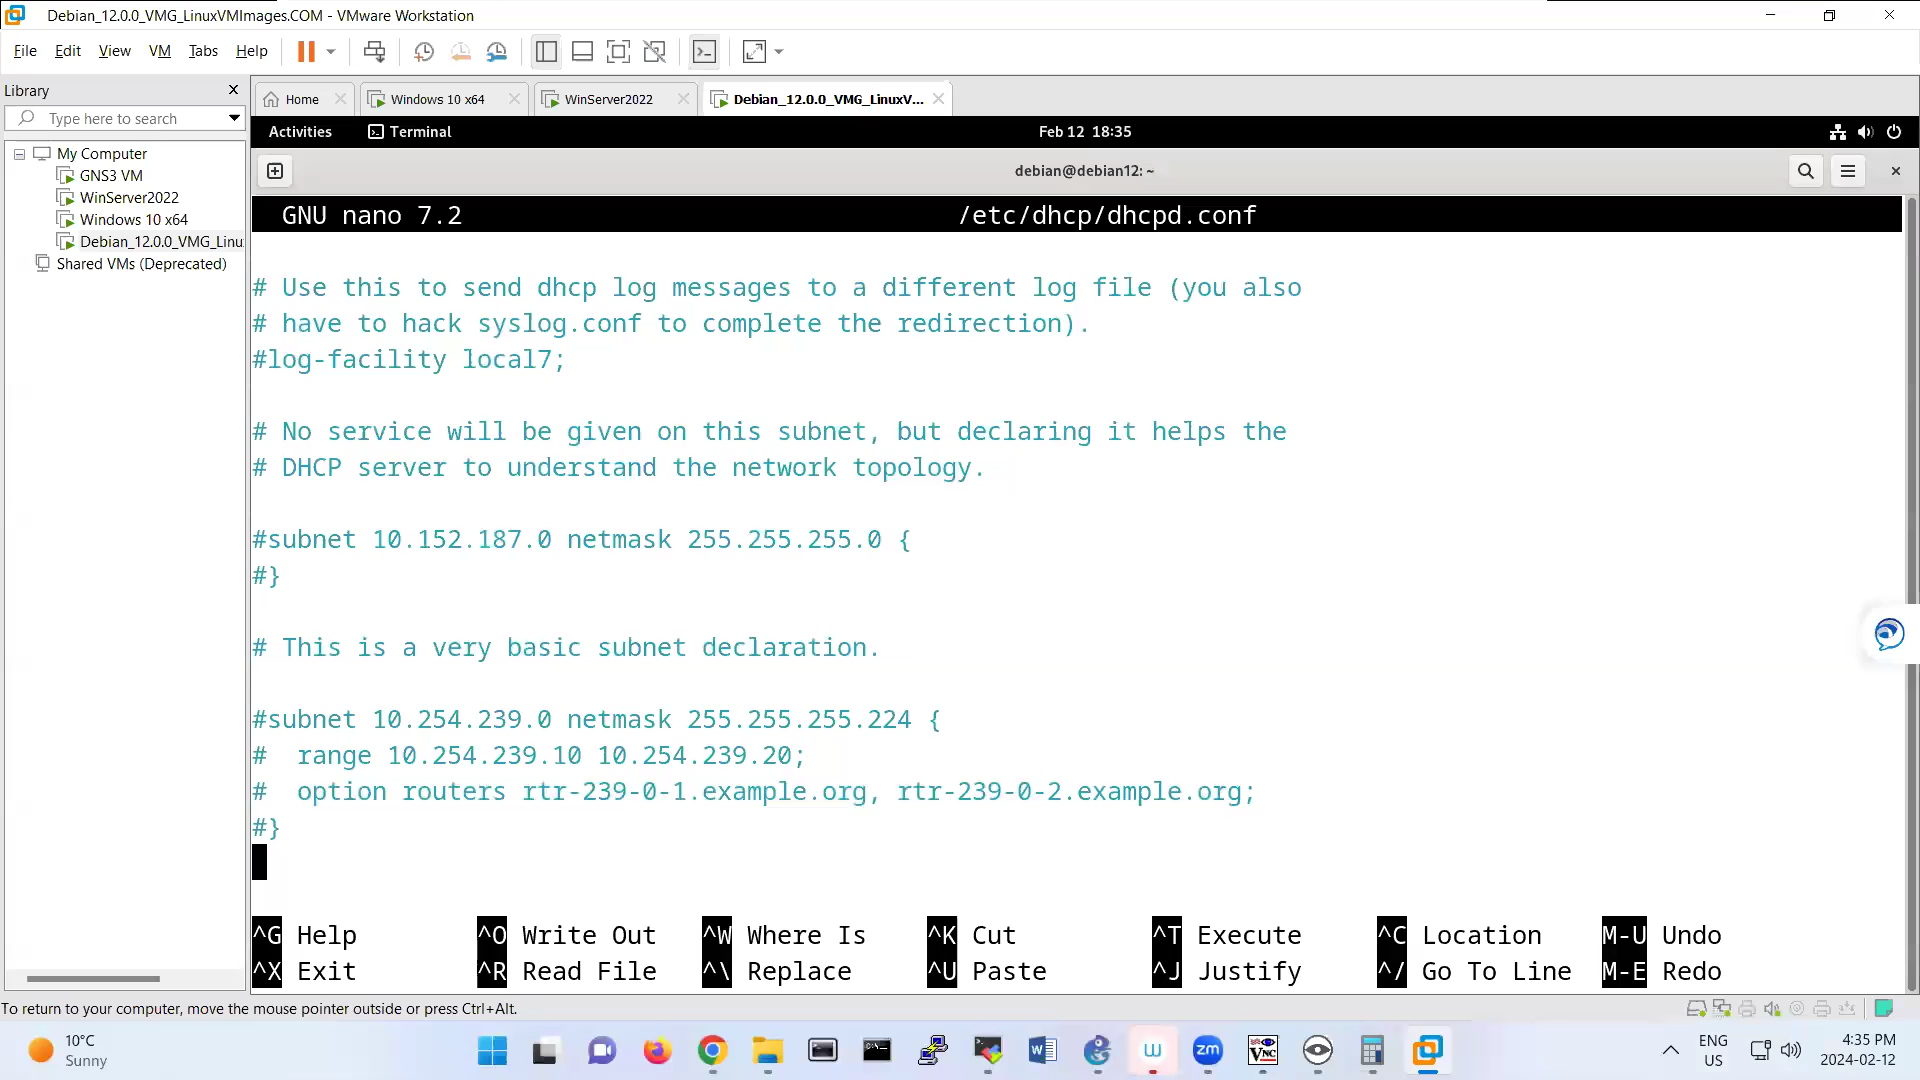 Debian_12.0.0_VMG_LinuxVMImages.COM - VMware Workstation
File Edit View VM Tabs Help
Library
Type here to search
My Computer
GNS3 VM
WinServer2022
Windows 10 x64
Debian_12.0.0_VMG_Linu
Shared VMs (Deprecated)
Home
Windows 10 x64
WinServer2022
Debian_12.0.0_VMG_LinuxV...
Activities Terminal Feb 12 18:35
debian@debian12: ~
GNU nano 7.2 /etc/dhcp/dhcpd.conf
# Use this to send dhcp log messages to a different log file (you also
# have to hack syslog.conf to complete the redirection).
#log-facility local7;
# No service will be given on this subnet, but declaring it helps the
# DHCP server to understand the network topology.
#subnet 10.152.187.0 netmask 255.255.255.0 {
#}
# This is a very basic subnet declaration.
#subnet 10.254.239.0 netmask 255.255.255.224 {
#  range 10.254.239.10 10.254.239.20;
#  option routers rtr-239-0-1.example.org, rtr-239-0-2.example.org;
#}
^G Help ^O Write Out ^W Where Is ^K Cut ^T Execute ^C Location M-U Undo
^X Exit ^R Read File ^\ Replace ^U Paste ^J Justify ^/ Go To Line M-E Redo
To return to your computer, move the mouse pointer outside or press Ctrl+Alt.
10°C
Sunny
W
w
zm
VNC
ENG
US
4:35 PM
2024-02-12